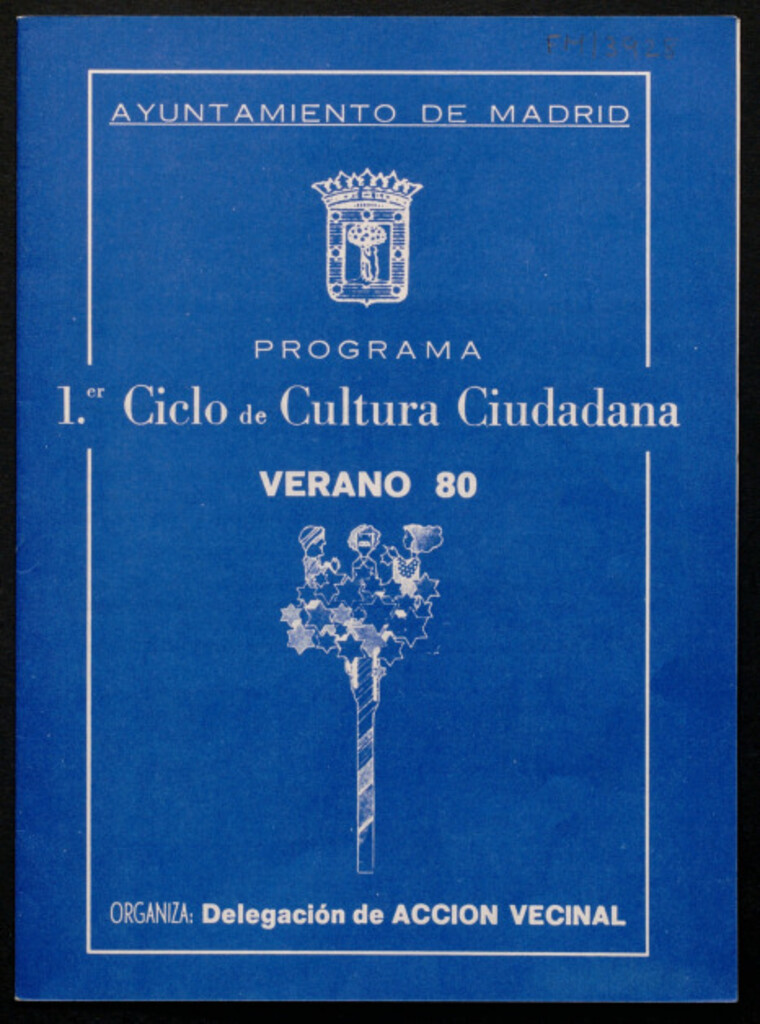 AYUNTAMIENTO DE MADRID
PROGRAMA
1.er Ciclo de Cultura Ciudadana
VERANO 80
ORGANIZA: Delegación de ACCION VECINAL